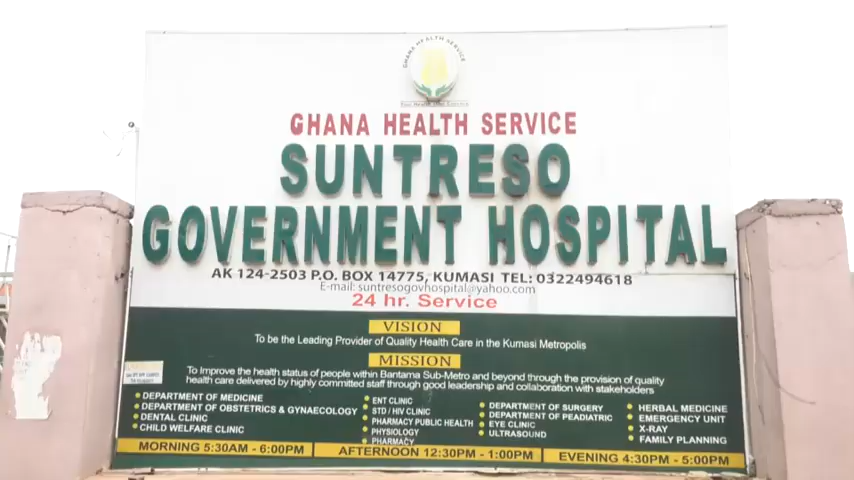 GHANA HEALTH SERVICE
GHANA HEALTH SERVICE
SUNTRESO
GOVERNMENT HOSPITAL
AK 124-2503 P.O. BOX 14775, KUMASI TEL: 0322494618
E-mail: suntresogovhospital@yahoo.com
24 hr. Service
VISION
To be the Leading Provider of Quality Health Care in the Kumasi Metropolis
MISSION
To Improve the health status of people within Bantama Sub-Metro and beyond through the provision of quality
health care delivered by highly committed staff through good leadership and collaboration with stakeholders
DEPARTMENT OF MEDICINE
DEPARTMENT OF OBSTETRICS & GYNAECOLOGY
DENTAL CLINIC
CHILD WELFARE CLINIC
ENT CLINIC
STD / HIV CLINIC
PHARMACY PUBLIC HEALTH
PHYSIOLOGY
PHARMACY
DEPARTMENT OF SURGERY
DEPARTMENT OF PEADIATRIC
EYE CLINIC
ULTRASOUND
HERBAL MEDICINE
EMERGENCY UNIT
X-RAY
FAMILY PLANNING
MORNING 5:30AM - 6:00PM
AFTERNOON 12:30PM - 1:00PM
EVENING 4:30PM - 5:00PM